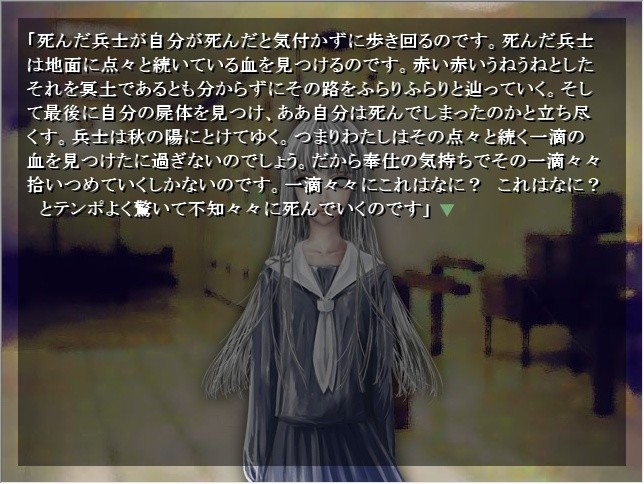 「死んだ兵士が自分が死んだと気付かずに歩き回るのです。死んだ兵士
は地面に点々と続いている血を見つけるのです。赤い赤いうねうねとした
それを冥土であるとも分からずにその路をふらりふらりと辿っていく。そし
て最後に自分の屍体を見つけ、ああ自分は死んでしまったのかと立ち尽
くす。兵士は秋の陽にとけてゆく。つまりわたしはその点々と続く一滴の
血を見つけたに過ぎないのでしょう。だから奉仕の気持ちでその一滴々々
拾いつめていくしかないのです。一滴々々にこれはなに？　これはなに？
　とテンポよく驚いて不知々々に死んでいくのです」▼